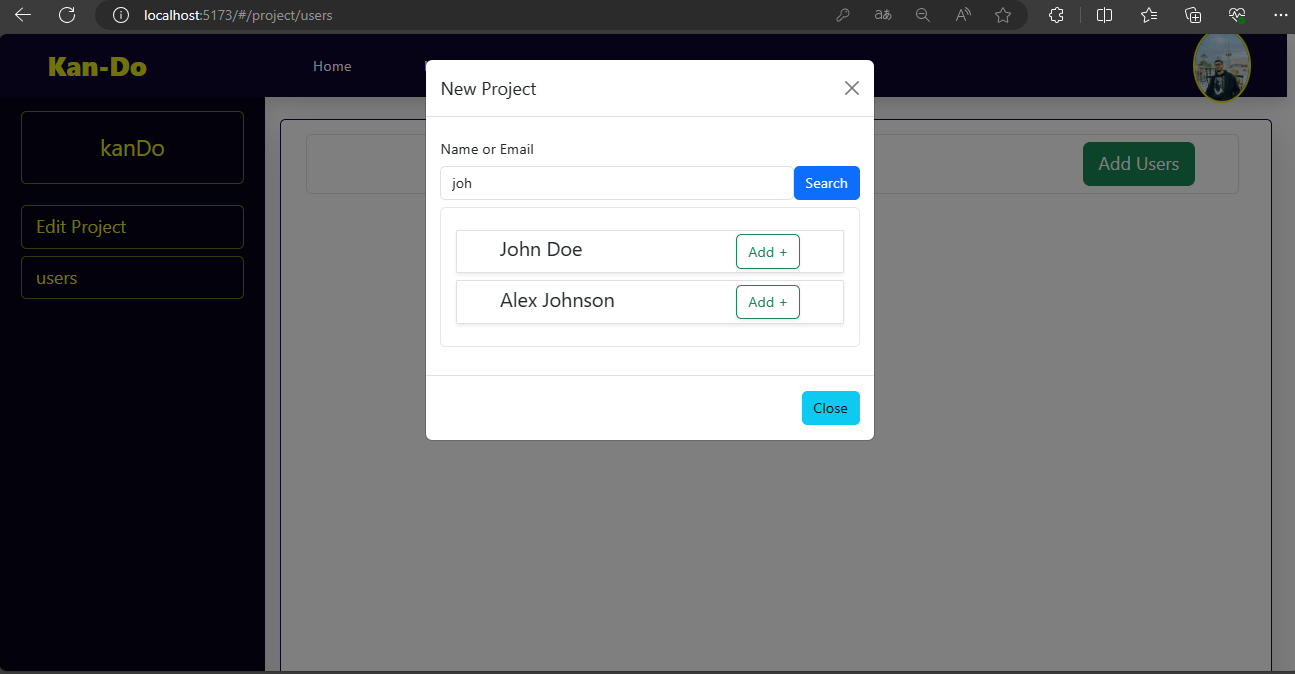 localhost:5173/#/project/users
Kan-Do
Home
kanDo
Edit Project
users
Add Users
New Project
Name or Email
joh
Search
John Doe
Add +
Alex Johnson
Add +
Close